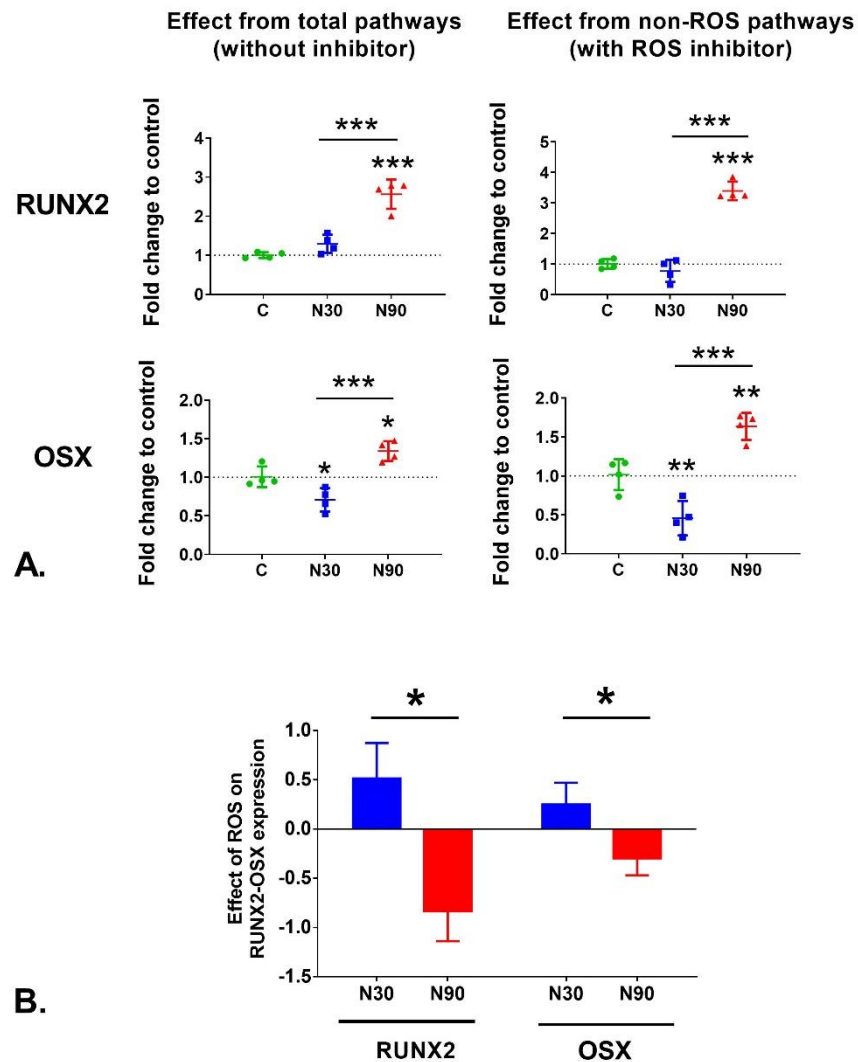 Effect from total pathways
(without inhibitor)
Effect from non-ROS pathways
(with ROS inhibitor)
RUNX2
Fold change to control
4
3
2
1
0
***
***
C N30 N90
Fold change to control
5
4
3
2
1
0
***
***
C N30 N90
OSX
Fold change to control
2.0
1.5
1.0
0.5
0.0
***
*
*
C N30 N90
Fold change to control
2.0
1.5
1.0
0.5
0.0
***
**
**
C N30 N90
A.
Effect of ROS on
RUNX2-OSX expression
1.0
0.5
0.0
-0.5
-1.0
-1.5
*
*
N30 N90 N30 N90
RUNX2 OSX
B.